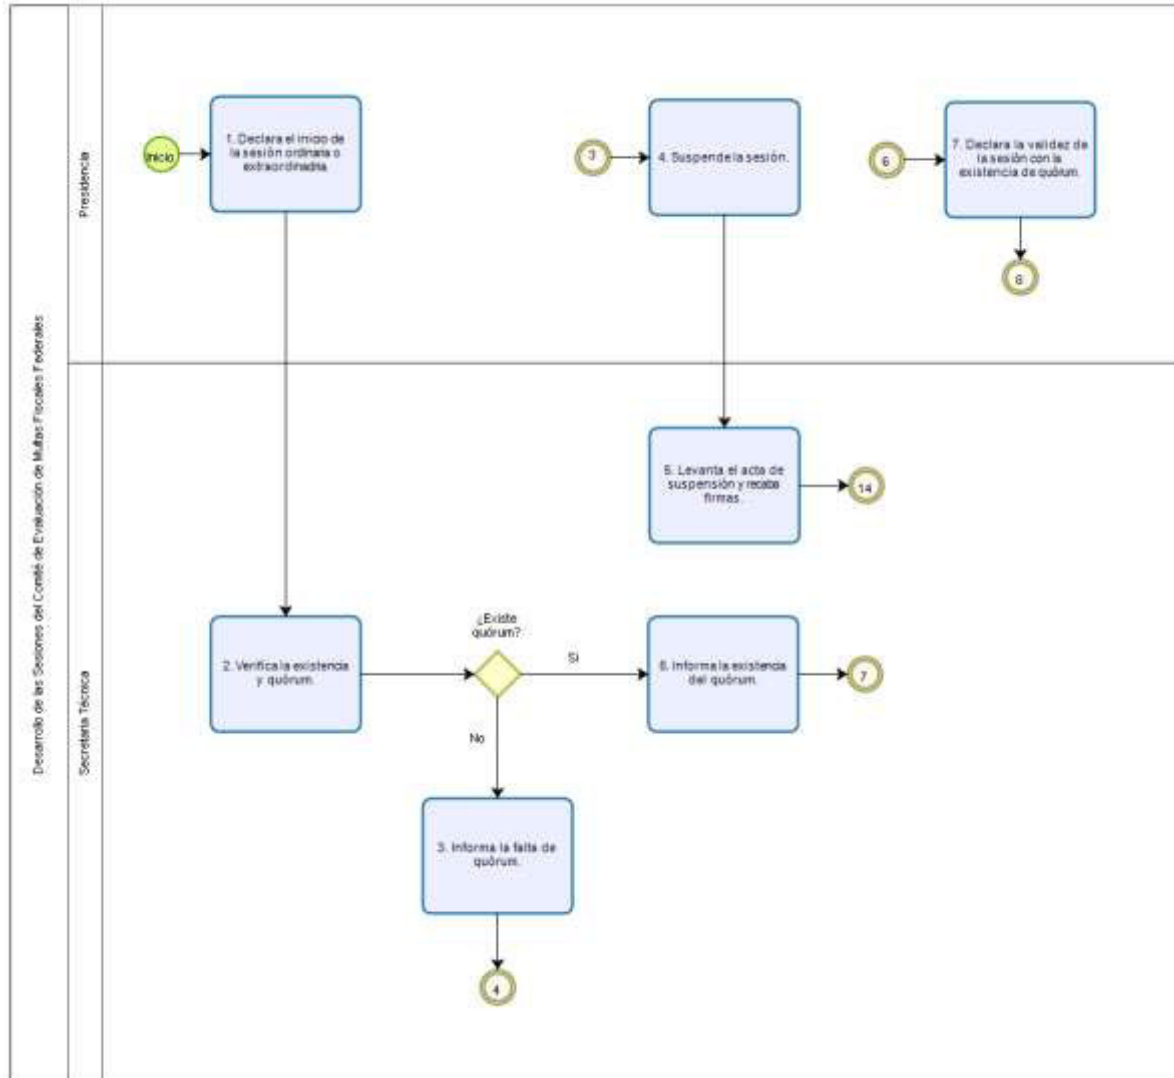 Desarrollo de las Sesiones del Comité de Evaluación de Multas Fiscales Federales
Presidencia
Inicio
1. Declara el inicio de
la sesión ordinaria o
extraordinadria.
3
4. Suspende la sesión.
6
7. Declara la validez de
la sesión con la
existencia de quórum.
8
Secretaría Técnica
5. Levanta el acta de
suspensión y recaba
firmas.
14
2. Verifica la existencia
y quórum.
¿Existe
quórum?
Si
6. Informa la existencia
del quórum.
7
No
3. Informa la falta de
quórum.
4